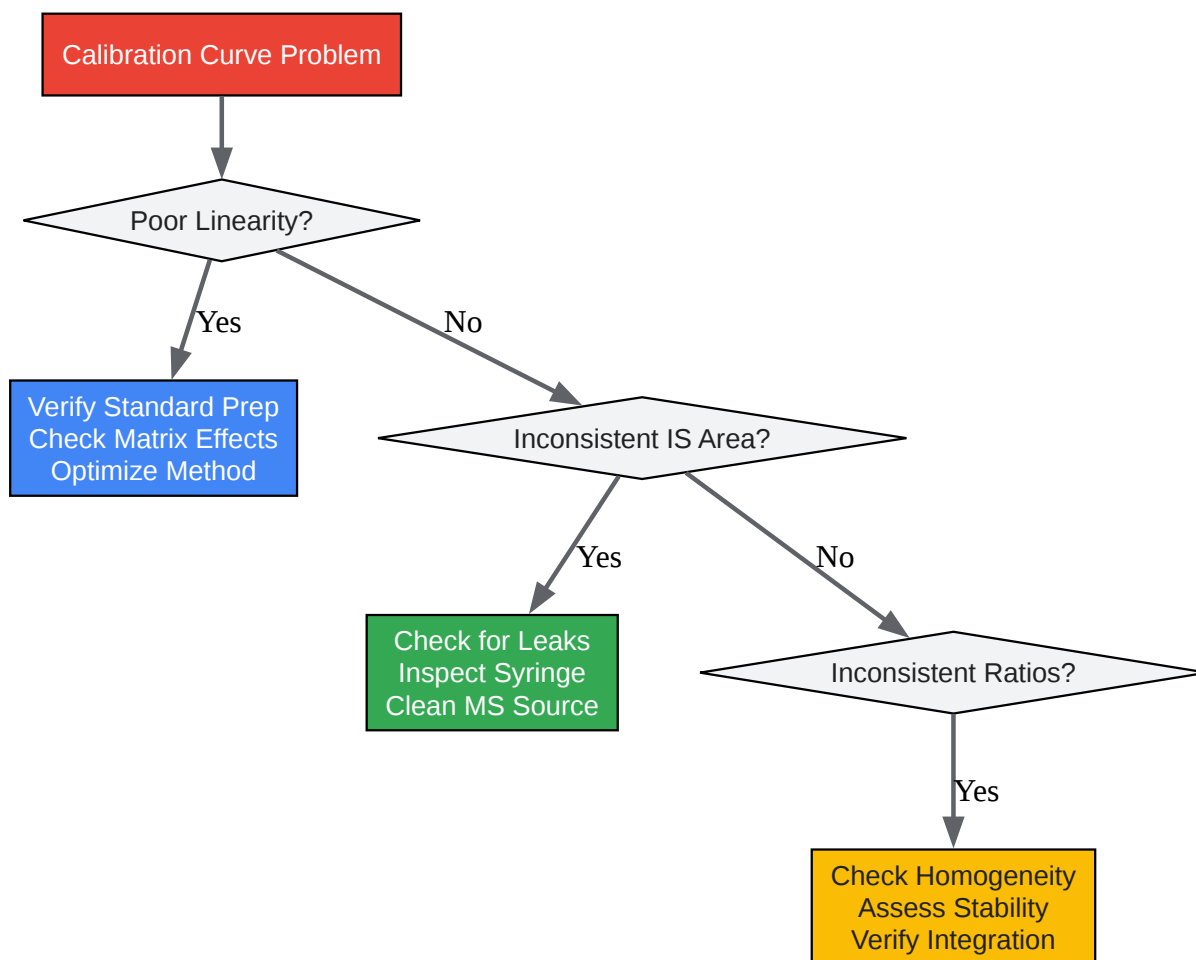 Calibration Curve Problem
Poor Linearity?
Yes
No
Verify Standard Prep
Check Matrix Effects
Optimize Method
Inconsistent IS Area?
Yes
No
Check for Leaks
Inspect Syringe
Clean MS Source
Inconsistent Ratios?
Yes
Check Homogeneity
Assess Stability
Verify Integration